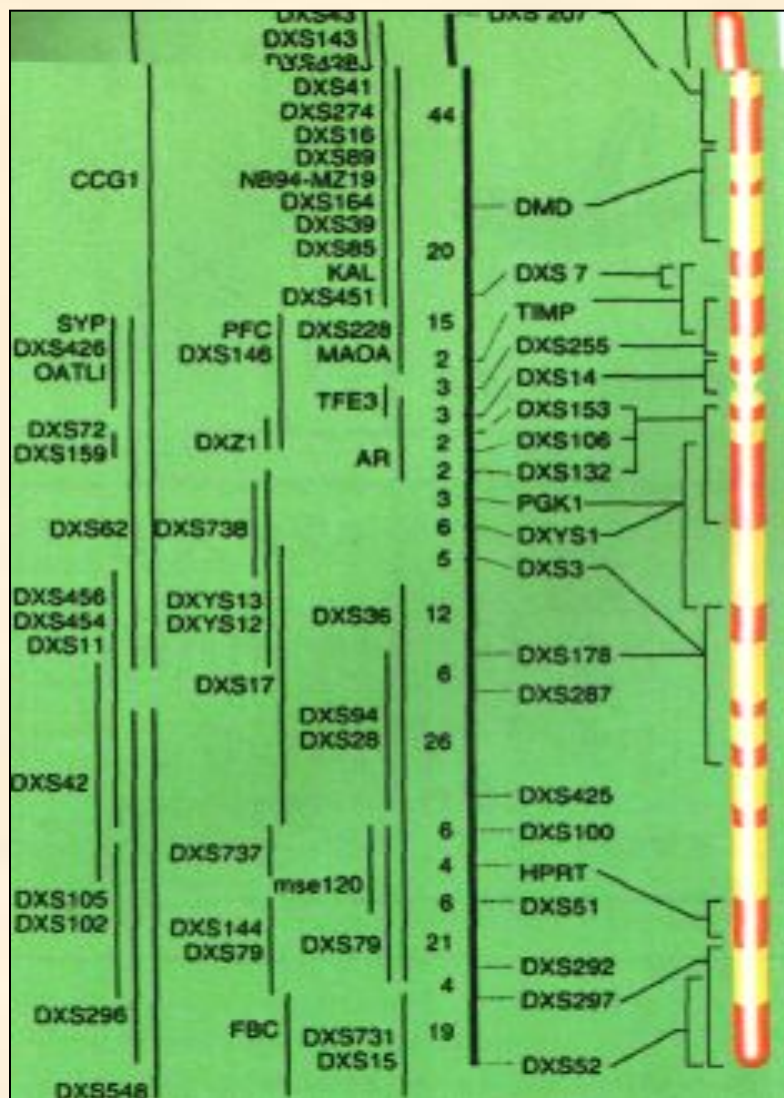 DXS43
DXS143
DXS 207
DXS41
DXS274
DXS16
DXS89
NB94-MZ19
DXS164
DXS39
DXS85
KAL
DXS451
CCG1
44
20
15
2
3
3
2
2
3
6
5
12
6
26
6
4
6
21
4
19
DMD
DXS 7
TIMP
DXS255
DXS14
DXS153
DXS106
DXS132
PGK1
DXYS1
DXS3
DXS178
DXS287
DXS425
DXS100
HPRT
DXS51
DXS292
DXS297
DXS52
SYP
DXS426
OATLI
DXS72
DXS159
DXS62
DXS456
DXS454
DXS11
DXS42
DXS105
DXS102
DXS296
DXS548
PFC
DXS146
DXZ1
DXS738
DXYS13
DXYS12
DXS17
DXS737
DXS144
DXS79
FBC
DXS228
MAOA
TFE3
AR
DXS36
DXS94
DXS28
mse120
DXS79
DXS731
DXS15